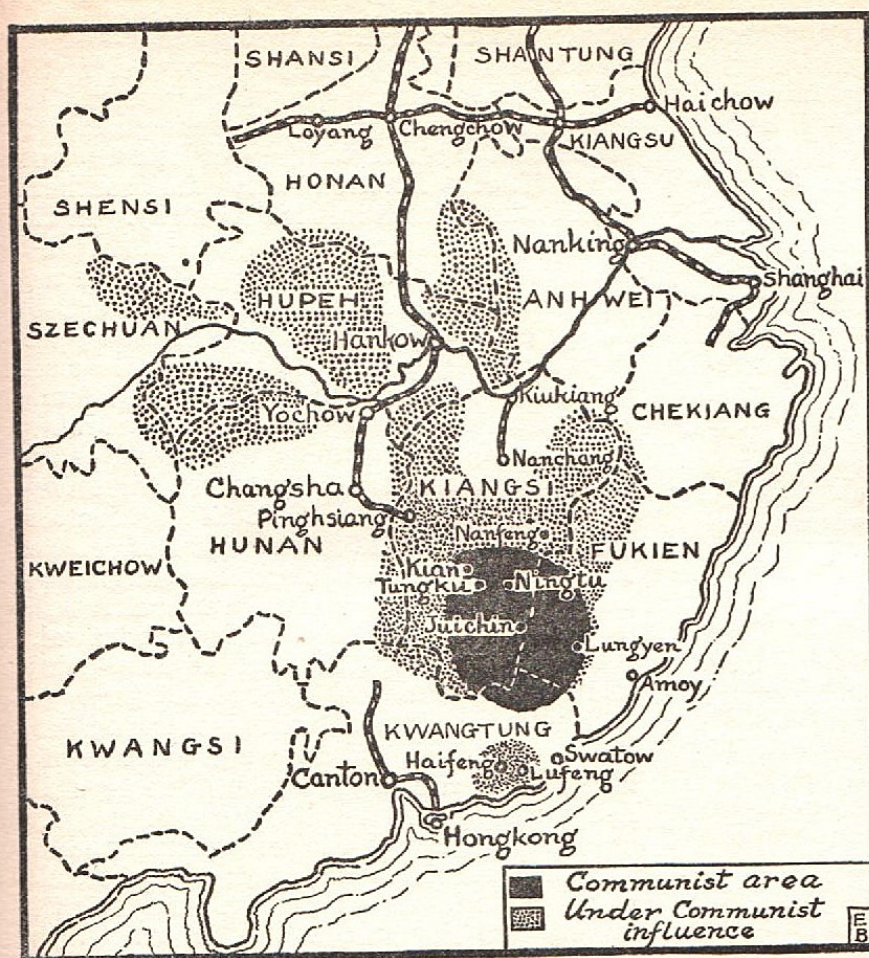 SHANSI
SHANTUNG
Haichow
Loyang
Chengchow
KIANGSU
HONAN
SHENSI
Nanking
Shanghai
HUPEH
ANHWEI
SZECHUAN
Hankow
Kiukiang
Yochow
CHEKIANG
Nanchang
Changsha
KIANGSI
Pinghsiang
Nanfeng
HUNAN
FUKIEN
KWEICHOW
Kian
Tungku
Ningtu
Juichin
Lungyen
Amoy
KWANGSI
KWANGTUNG
Haifeng
Swatow
Lufeng
Canton
Hongkong
Communist area
Under Communist
influence
E
B